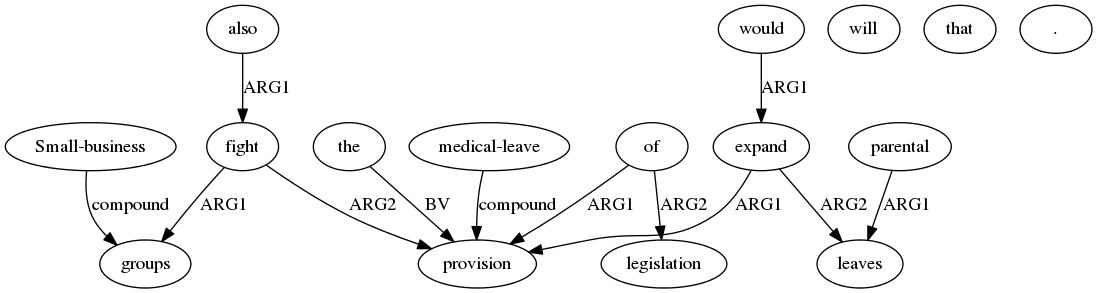 also would will that .
ARG1 ARG1
Small-business fight the medical-leave of expand parental
compound ARG1 ARG2 BV compound ARG1 ARG2 ARG1 ARG2 ARG1
groups provision legislation leaves